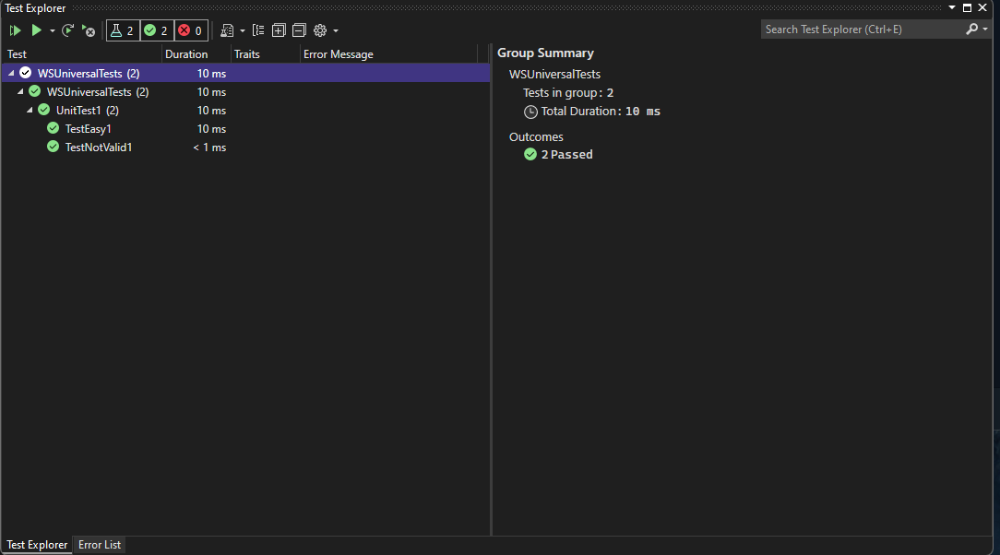 Test Explorer
2 2 0
Search Test Explorer (Ctrl+E)
Test Duration Traits Error Message
WSUniversalTests (2) 10 ms
WSUniversalTests (2) 10 ms
UnitTest1 (2) 10 ms
TestEasy1 10 ms
TestNotValid1 < 1 ms
Group Summary
WSUniversalTests
Tests in group: 2
Total Duration: 10 ms
Outcomes
2 Passed
Test Explorer Error List